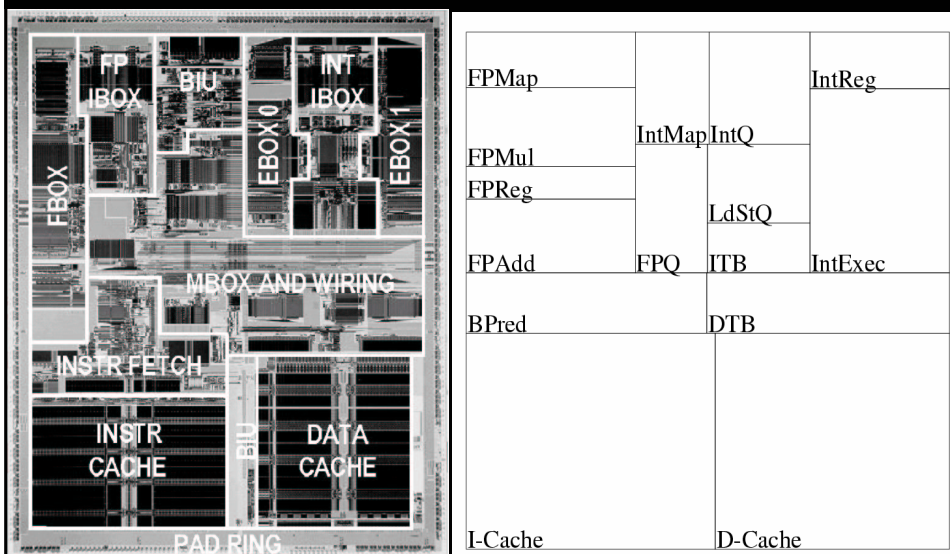 FP
IBOX
BIU
INT
IBOX
EBOX 0
EBOX 1
FBOX
MBOX AND WIRING
INSTR FETCH
INSTR
CACHE
BIU
DATA
CACHE
PAD RING
FPMap
IntReg
IntMap
IntQ
FPMul
FPReg
LdStQ
FPAdd
FPQ
ITB
IntExec
BPred
DTB
I-Cache
D-Cache